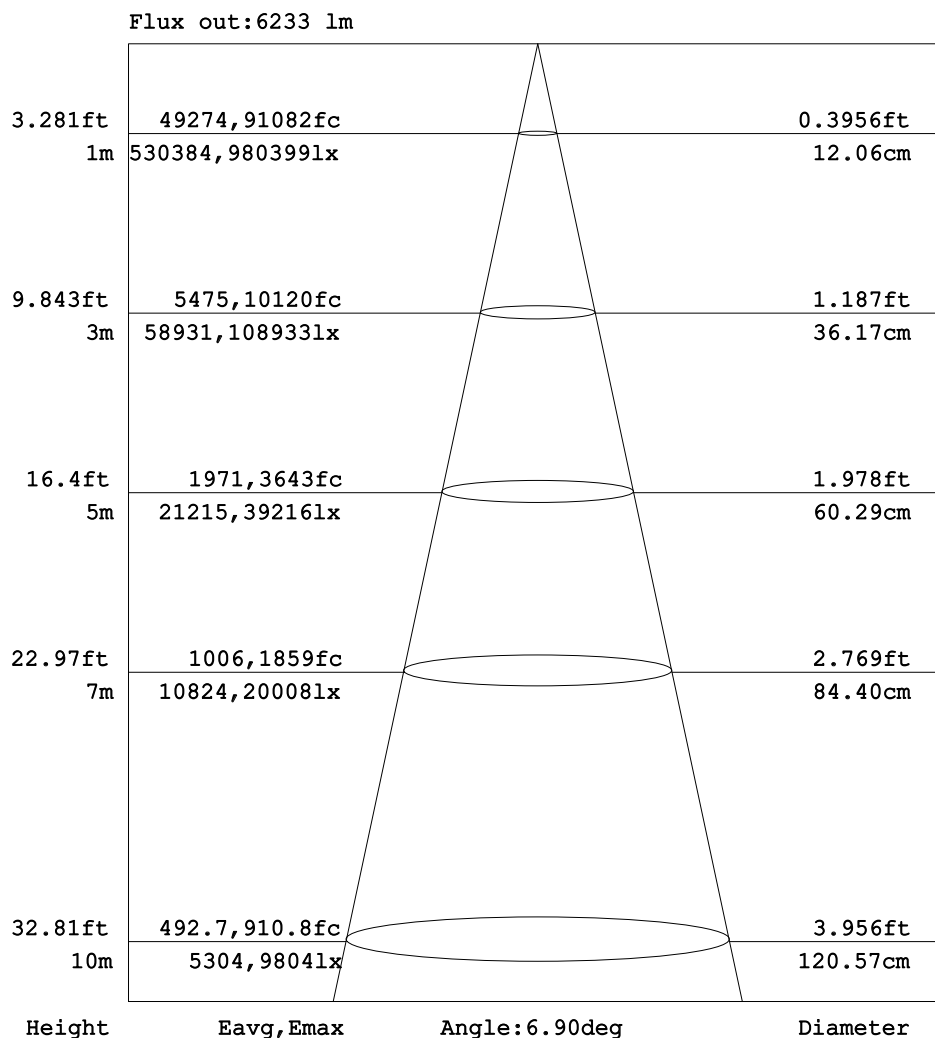 Flux out:6233 lm
3.281ft 49274,91082fc 0.3956ft
1m 530384,980399lx 12.06cm
9.843ft 5475,10120fc 1.187ft
3m 58931,108933lx 36.17cm
16.4ft 1971,3643fc 1.978ft
5m 21215,39216lx 60.29cm
22.97ft 1006,1859fc 2.769ft
7m 10824,20008lx 84.40cm
32.81ft 492.7,910.8fc 3.956ft
10m 5304,9804lx 120.57cm
Height Eavg,Emax Angle:6.90deg Diameter